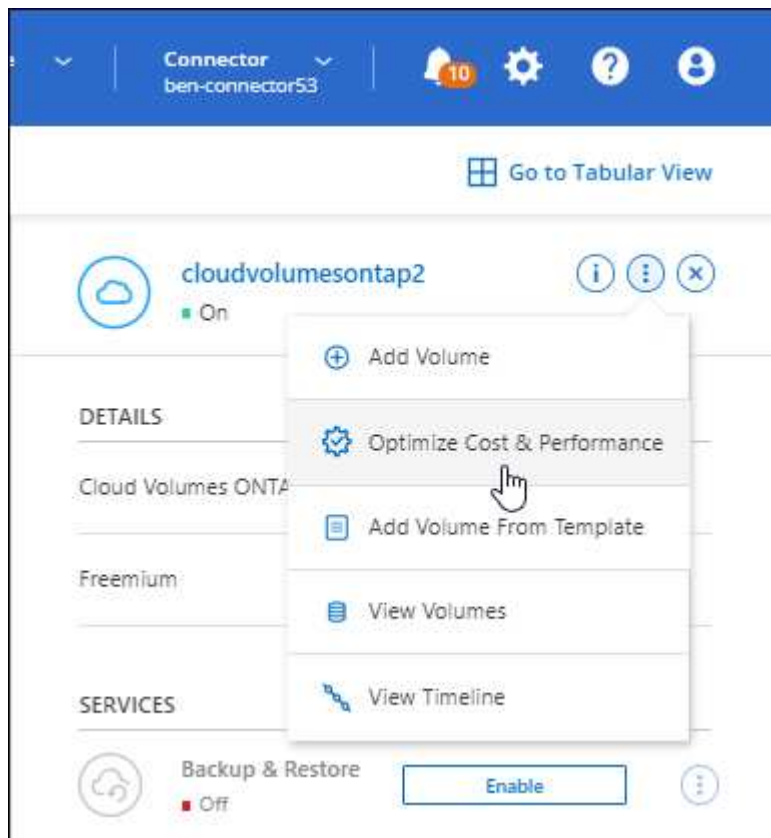 Connector
ben-connector53
10
Go to Tabular View
cloudvolumesontap2
On
Add Volume
DETAILS
Optimize Cost & Performance
Cloud Volumes ONTA
Add Volume From Template
Freemium
View Volumes
View Timeline
SERVICES
Backup & Restore
Off
Enable